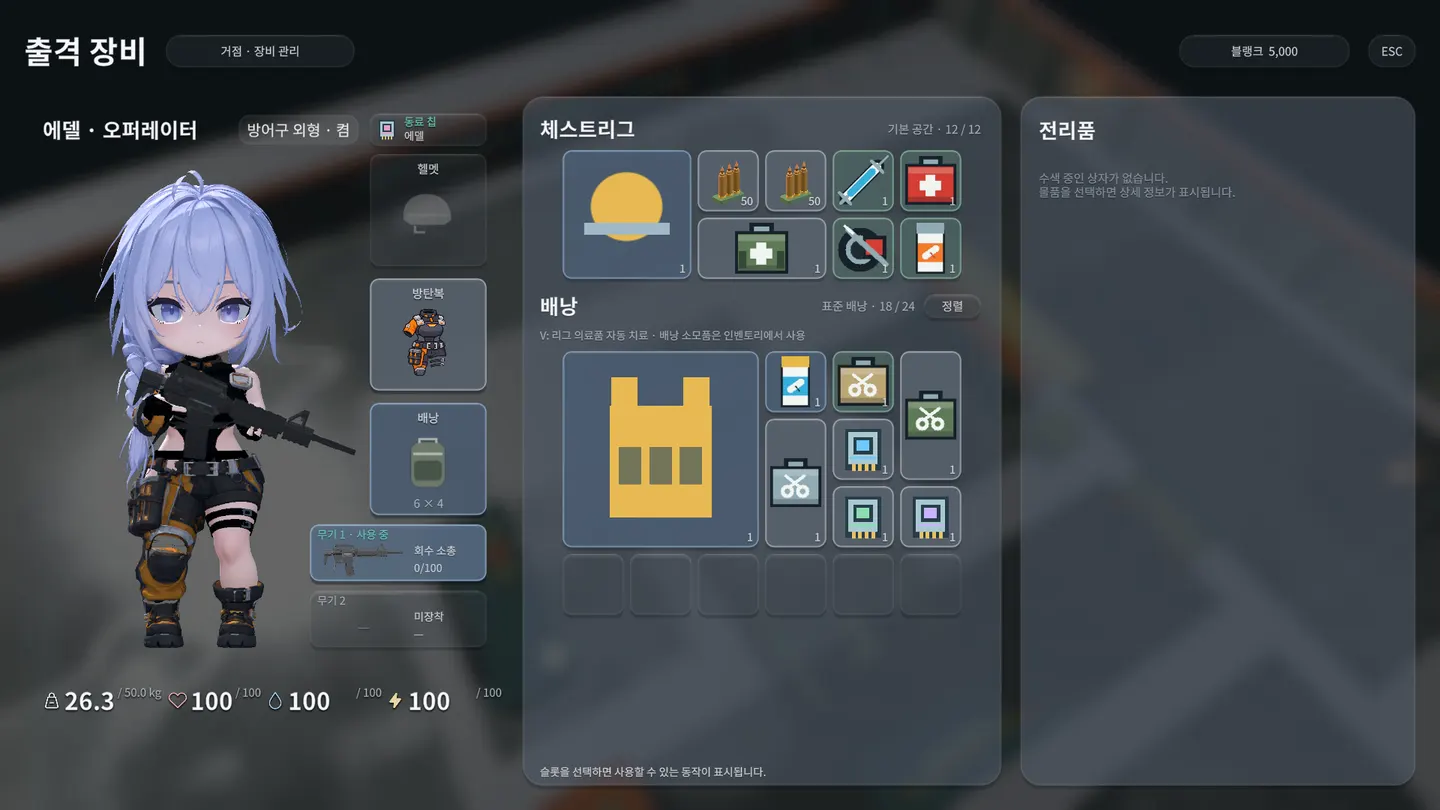 출격 장비
거점 · 장비 관리
블랭크 5,000
ESC
에델 · 오퍼레이터
방어구 외형 · 켬
동료 칩
에델
헬멧
방탄복
배낭
6 × 4
무기 1 · 사용 중
회수 소총
0/100
무기 2
—
미장착
—
26.3 / 50.0 kg
100 / 100
100 / 100
100 / 100
체스트리그
기본 공간 · 12 / 12
1
50
50
1
1
1
1
1
배낭
표준 배낭 · 18 / 24
정렬
V: 리그 의료품 자동 치료 · 배낭 소모품은 인벤토리에서 사용
1
1
1
1
1
1
1
1
슬롯을 선택하면 사용할 수 있는 동작이 표시됩니다.
전리품
수색 중인 상자가 없습니다.
물품을 선택하면 상세 정보가 표시됩니다.